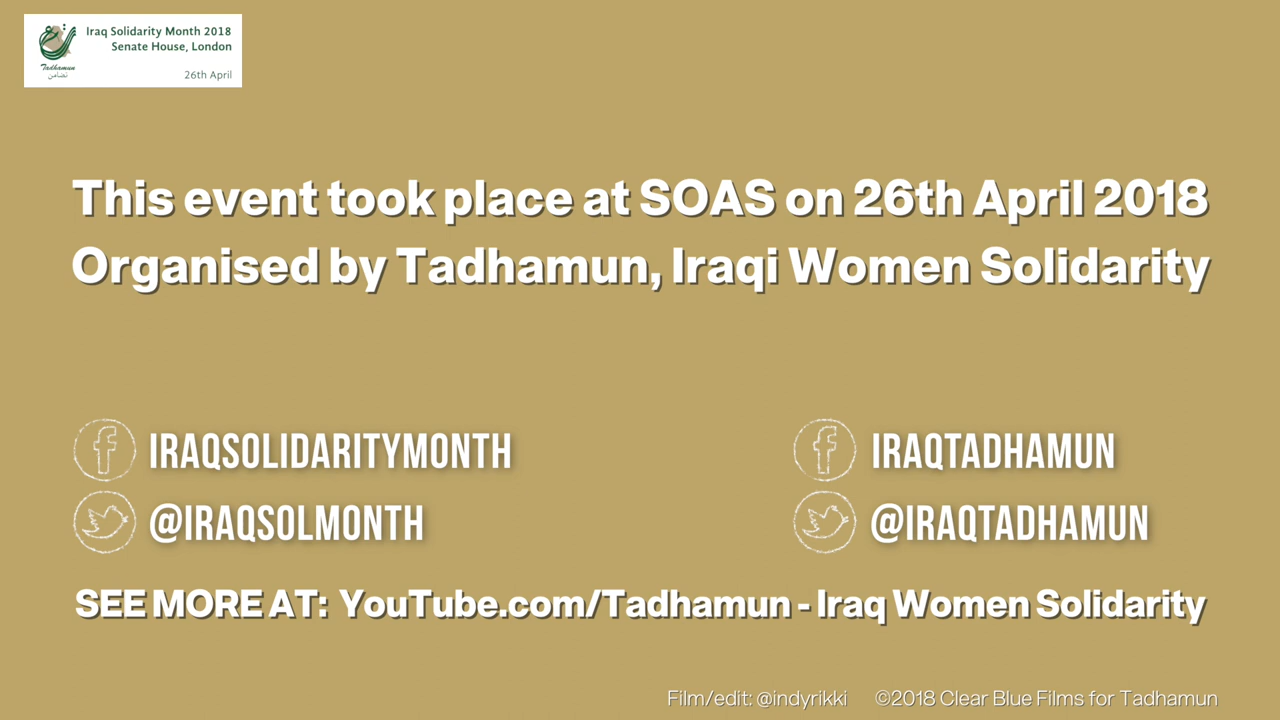 Iraq Solidarity Month 2018
Senate House, London
Tadhamun
تضامن
26th April
This event took place at SOAS on 26th April 2018
Organised by Tadhamun, Iraqi Women Solidarity
IRAQSOLIDARITYMONTH
IRAQTADHAMUN
@IRAQSOLMONTH
@IRAQTADHAMUN
SEE MORE AT: YouTube.com/Tadhamun - Iraq Women Solidarity
Film/edit: @indyrikki ©2018 Clear Blue Films for Tadhamun